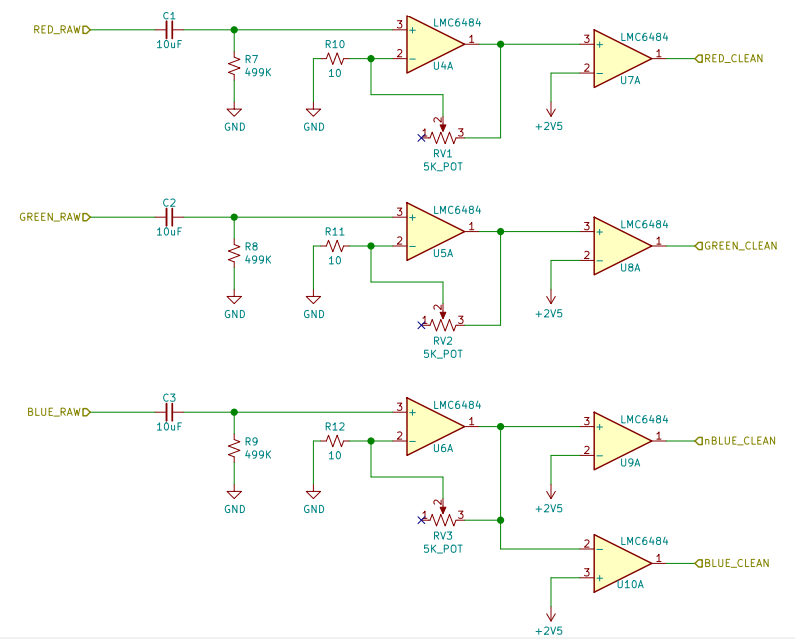 C1
LMC6484
RED_RAW
3
+
LMC6484
10uF
1
3
+
R7
R10
2
−
1
RED_CLEAN
499K
U4A
2
−
10
U7A
2
GND
GND
+2V5
1
3
RV1
5K_POT
C2
LMC6484
GREEN_RAW
3
+
LMC6484
10uF
1
3
+
R8
R11
2
−
1
GREEN_CLEAN
499K
U5A
2
−
10
U8A
2
GND
GND
+2V5
1
3
RV2
5K_POT
C3
LMC6484
BLUE_RAW
3
+
LMC6484
10uF
1
3
+
R9
R12
2
−
1
nBLUE_CLEAN
499K
U6A
2
−
10
U9A
2
GND
GND
+2V5
1
3
RV3
5K_POT
LMC6484
2
−
1
BLUE_CLEAN
3
+
U10A
+2V5